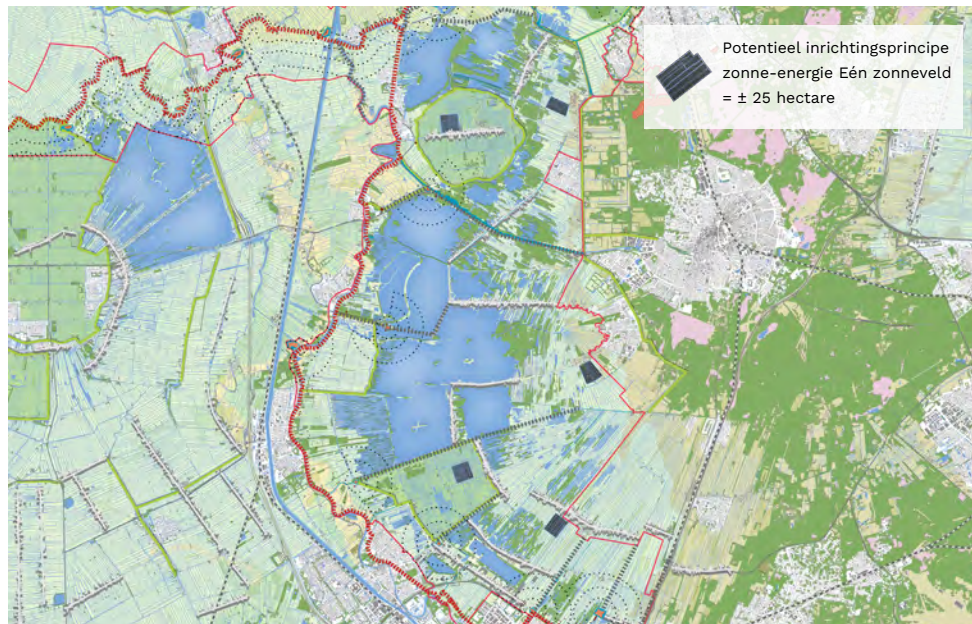 Potentieel inrichtingsprincipe
zonne-energie Eén zonneveld
= ± 25 hectare